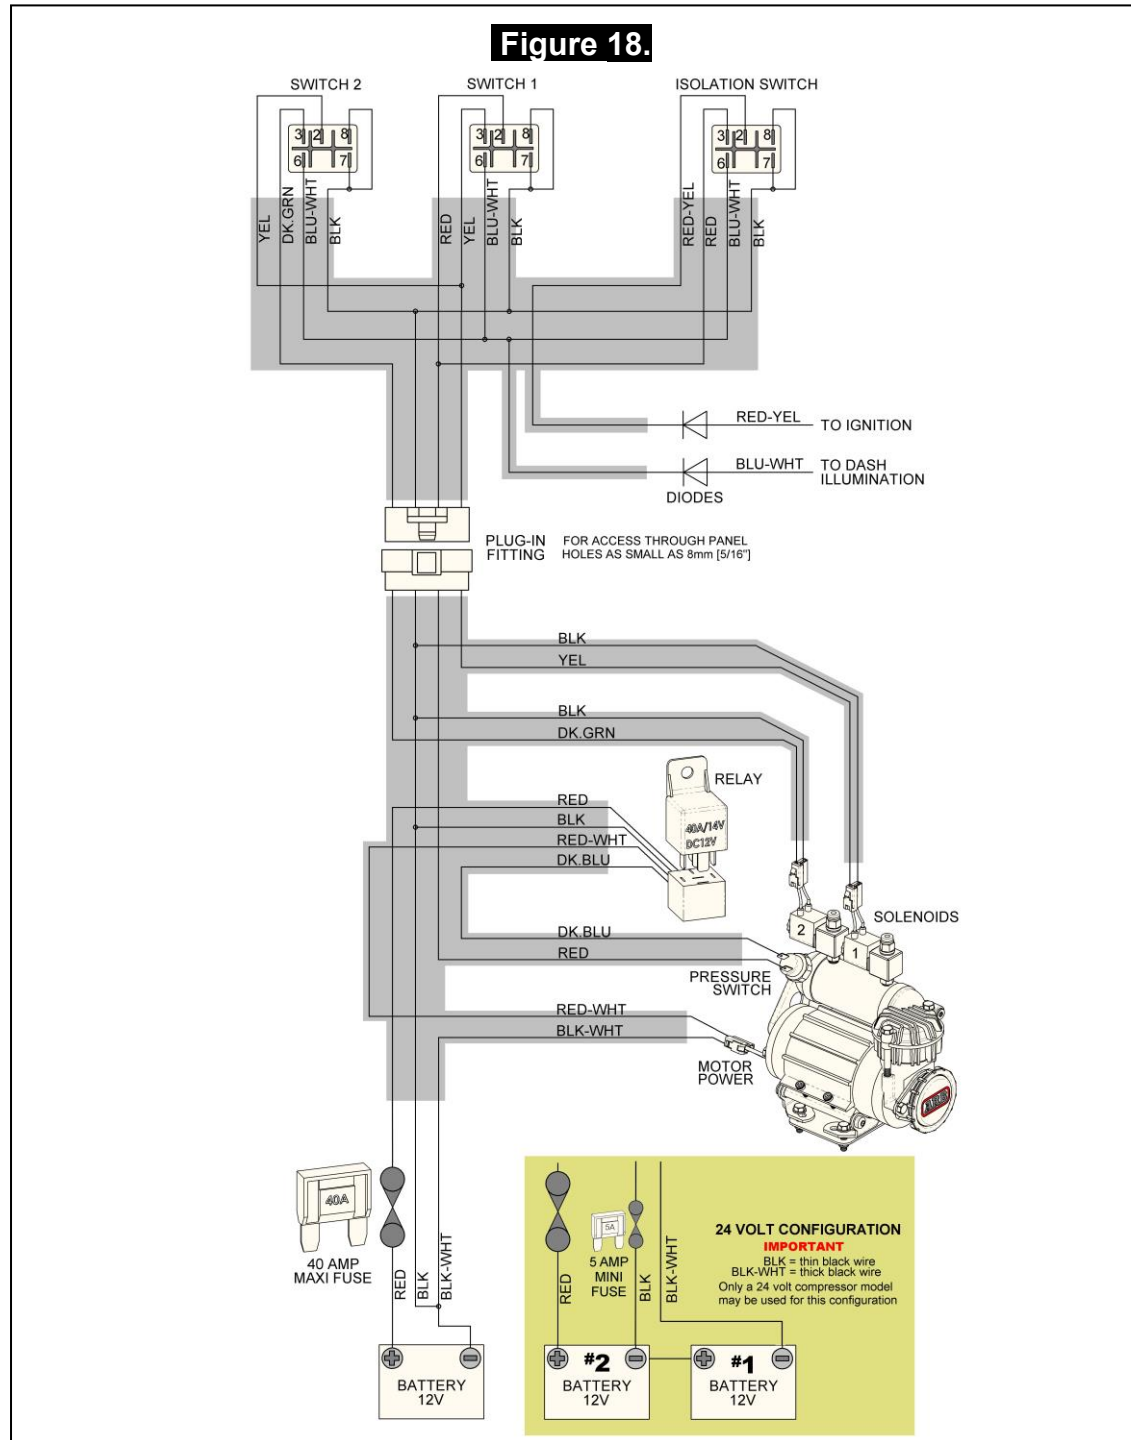 Figure 18.
SWITCH 2
SWITCH 1
ISOLATION SWITCH
3 2 8
6 7
3 2 8
6 7
3 2 8
6 7
YEL
DK.GRN
BLU-WHT
BLK
RED
YEL
BLU-WHT
BLK
RED-YEL
RED
BLU-WHT
BLK
RED-YEL
TO IGNITION
BLU-WHT
TO DASH
ILLUMINATION
DIODES
PLUG-IN
FITTING
FOR ACCESS THROUGH PANEL
HOLES AS SMALL AS 8mm [5/16"]
BLK
YEL
BLK
DK.GRN
RELAY
40A/14V
DC12V
RED
BLK
RED-WHT
DK.BLU
SOLENOIDS
2
1
DK.BLU
RED
PRESSURE
SWITCH
RED-WHT
BLK-WHT
MOTOR
POWER
ARB
40A
40 AMP
MAXI FUSE
RED
BLK
BLK-WHT
BATTERY
12V
5A
5 AMP
MINI
FUSE
RED
BLK
BLK-WHT
24 VOLT CONFIGURATION
IMPORTANT
BLK = thin black wire
BLK-WHT = thick black wire
Only a 24 volt compressor model
may be used for this configuration
#2
BATTERY
12V
#1
BATTERY
12V